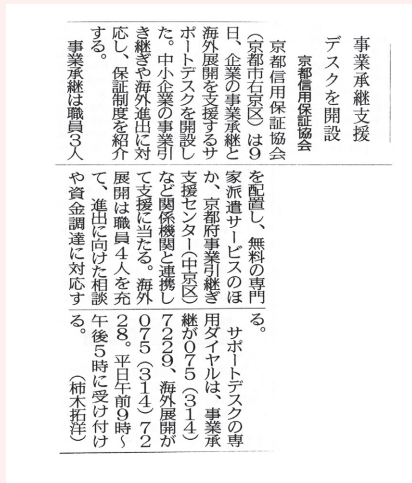 事業承継支援
デスクを開設
京都信用保証協会
京都信用保証協会
（京都市右京区）は９
日、企業の事業承継と
海外展開を支援するサ
ポートデスクを開設し
た。中小企業の事業引
き継ぎや海外進出に対
応し、保証制度を紹介
する。
事業承継は職員３人
を配置し、無料の専門
家派遣サービスのほ
か、京都府事業引継ぎ
支援センター（中京区）
など関係機関と連携し
て支援に当たる。海外
展開は職員４人を充
て、進出に向けた相談
や資金調達に対応す
る。
サポートデスクの専
用ダイヤルは、事業承
継が０７５（３１４）
７２２９、海外展開が
０７５（３１４）７２
２８。平日午前９時～
午後５時に受け付け
る。
（柿木拓洋）